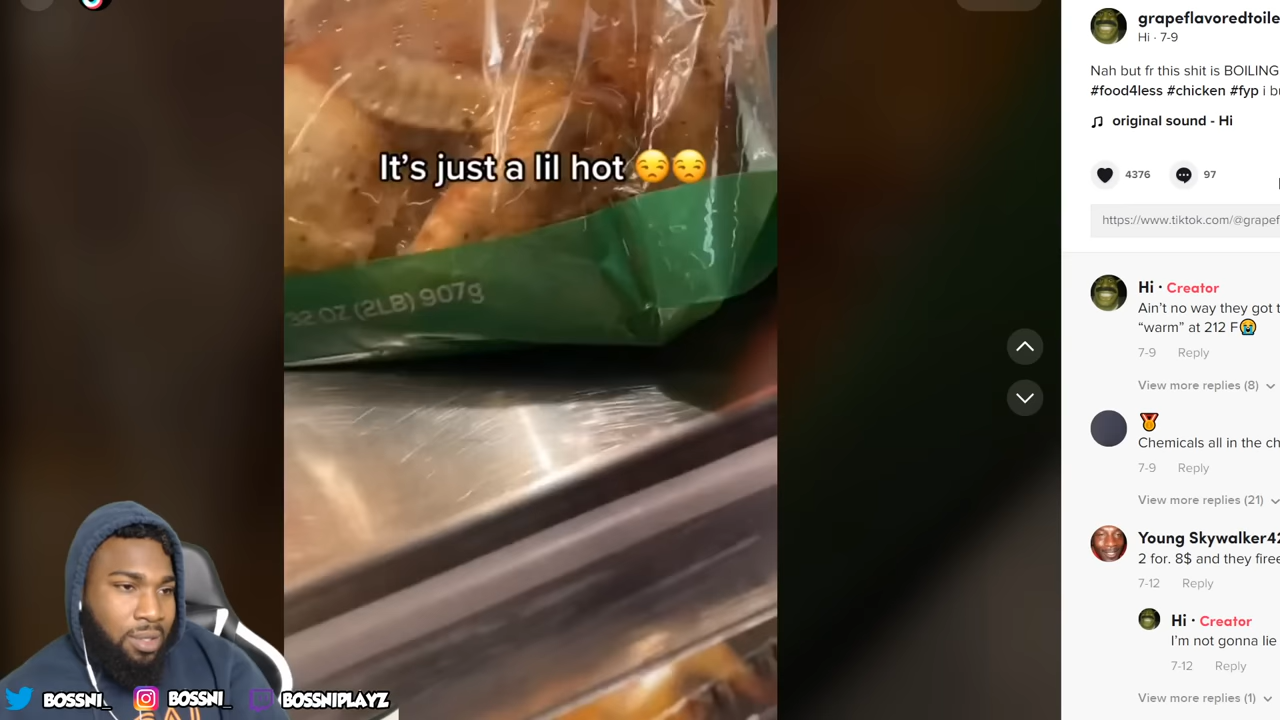 It's just a lil hot 😒😒
32 OZ (2LB) 907g
grapeflavoredtoile
Hi · 7-9
Nah but fr this shit is BOILING
#food4less #chicken #fyp i b
original sound - Hi
4376
97
https://www.tiktok.com/@grapef
Hi · Creator
Ain't no way they got t
“warm” at 212 F😭
7-9 Reply
View more replies (8)
🏅
Chemicals all in the ch
7-9 Reply
View more replies (21)
Young Skywalker42
2 for. 8$ and they firee
7-12 Reply
Hi · Creator
I'm not gonna lie
7-12 Reply
View more replies (1)
BOSSNI_ BOSSNI_ BOSSNIPLAYZ